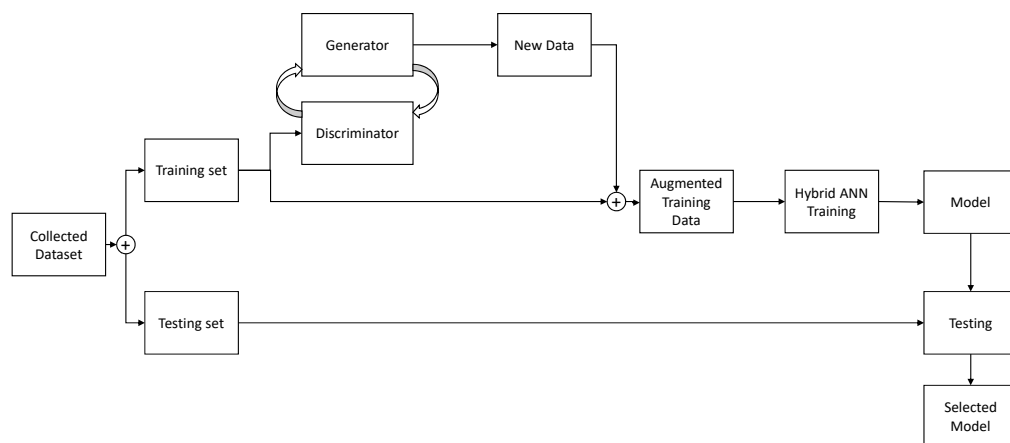 Generator
New Data
Discriminator
Training set
Augmented
Training
Data
Hybrid ANN
Training
Model
Collected
Dataset
+
+
Testing set
Testing
Selected
Model